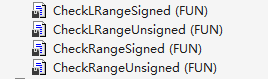 CheckLRangeSigned (FUN)
CheckLRangeUnsigned (FUN)
CheckRangeSigned (FUN)
CheckRangeUnsigned (FUN)